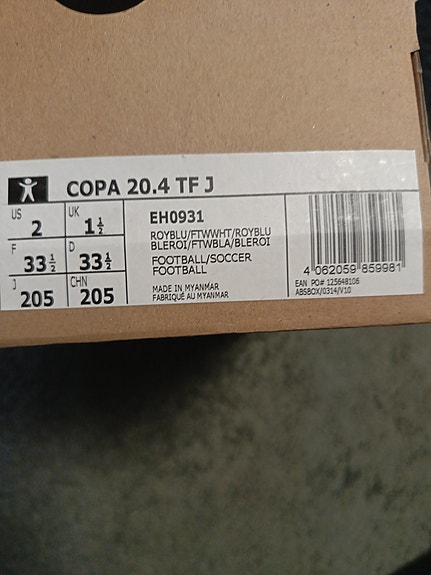 COPA 20.4 TF J
US 2 UK 1½
F 33½ D 33½
J 205 CHN 205
EH0931
ROYBLU/FTWWHT/ROYBLU
BLEROI/FTWBLA/BLEROI
FOOTBALL/SOCCER
FOOTBALL
MADE IN MYANMAR
FABRIQUÉ AU MYANMAR
4 062059 859981
EAN PO# 125648106
ABSBOX/0314/V10